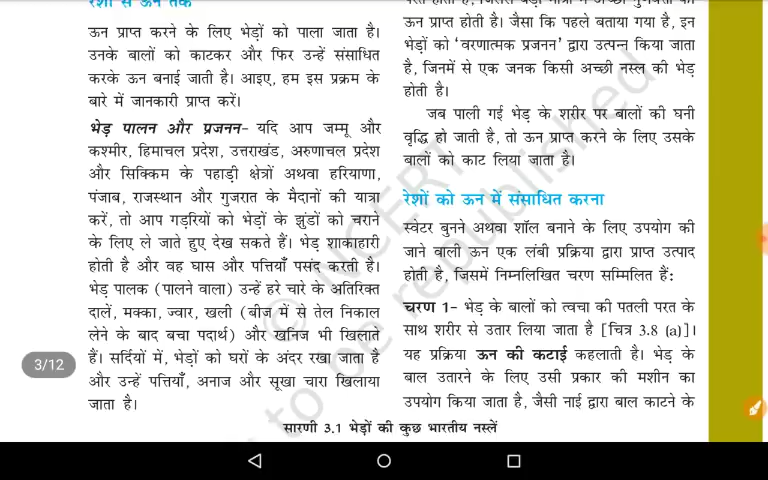 रेशों से ऊन तक
ऊन प्राप्त करने के लिए भेड़ों को पाला जाता है।
उनके बालों को काटकर और फिर उन्हें संसाधित
करके ऊन बनाई जाती है। आइए, हम इस प्रक्रम के
बारे में जानकारी प्राप्त करें।
भेड़ पालन और प्रजनन- यदि आप जम्मू और
कश्मीर, हिमाचल प्रदेश, उत्तराखंड, अरुणाचल प्रदेश
और सिक्किम के पहाड़ी क्षेत्रों अथवा हरियाणा,
पंजाब, राजस्थान और गुजरात के मैदानों की यात्रा
करें, तो आप गड़रियों को भेड़ों के झुंडों को चराने
के लिए ले जाते हुए देख सकते हैं। भेड़ शाकाहारी
होती है और वह घास और पत्तियाँ पसंद करती है।
भेड़ पालक (पालने वाला) उन्हें हरे चारे के अतिरिक्त
दालें, मक्का, ज्वार, खली (बीज में से तेल निकाल
लेने के बाद बचा पदार्थ) और खनिज भी खिलाते
हैं। सर्दियों में, भेड़ों को घरों के अंदर रखा जाता है
और उन्हें पत्तियाँ, अनाज और सूखा चारा खिलाया
जाता है।
ऊन प्राप्त होती है। जैसा कि पहले बताया गया है, इन
भेड़ों को ‘वरणात्मक प्रजनन’ द्वारा उत्पन्न किया जाता
है, जिनमें से एक जनक किसी अच्छी नस्ल की भेड़
होती है।
जब पाली गई भेड़ के शरीर पर बालों की घनी
वृद्धि हो जाती है, तो ऊन प्राप्त करने के लिए उसके
बालों को काट लिया जाता है।
रेशों को ऊन में संसाधित करना
स्वेटर बुनने अथवा शॉल बनाने के लिए उपयोग की
जाने वाली ऊन एक लंबी प्रक्रिया द्वारा प्राप्त उत्पाद
होती है, जिसमें निम्नलिखित चरण सम्मिलित हैं:
चरण 1- भेड़ के बालों को त्वचा की पतली परत के
साथ शरीर से उतार लिया जाता है [चित्र 3.8 (a)]।
यह प्रक्रिया ऊन की कटाई कहलाती है। भेड़ के
बाल उतारने के लिए उसी प्रकार की मशीन का
उपयोग किया जाता है, जैसी नाई द्वारा बाल काटने के
सारणी 3.1 भेड़ों की कुछ भारतीय नस्लें
3/12
© NCERT
to be republished